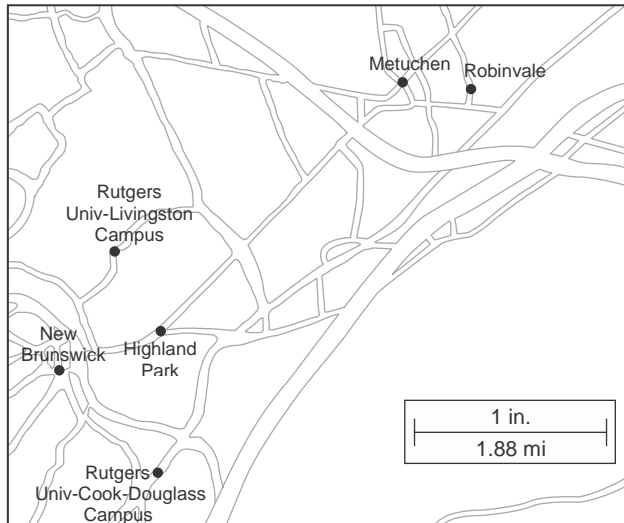 Metuchen
Robinvale
Rutgers
Univ-Livingston
Campus
New
Brunswick
Highland
Park
1 in.
1.88 mi
Rutgers
Univ-Cook-Douglass
Campus